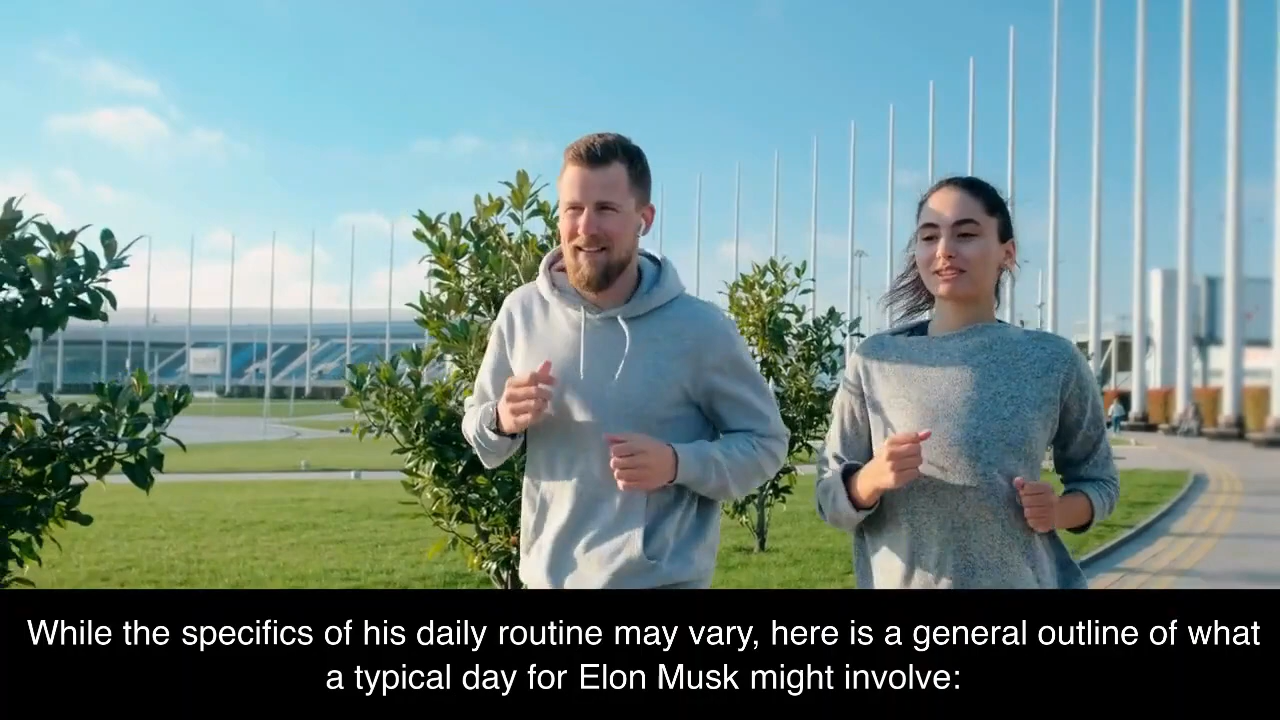 While the specifics of his daily routine may vary, here is a general outline of what
a typical day for Elon Musk might involve: